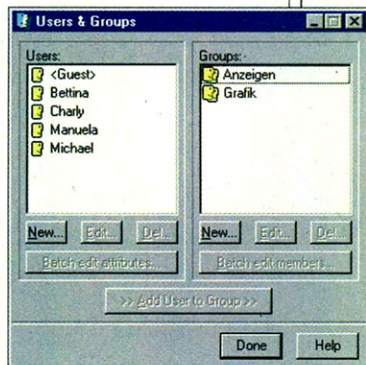 Users & Groups
Users:
<Guest>
Bettina
Charly
Manuela
Michael
New... Edit... Del...
Batch edit attributes...
Groups:
Anzeigen
Grafik
New... Edit... Del...
Batch edit members...
>> Add User to Group >>
Done Help